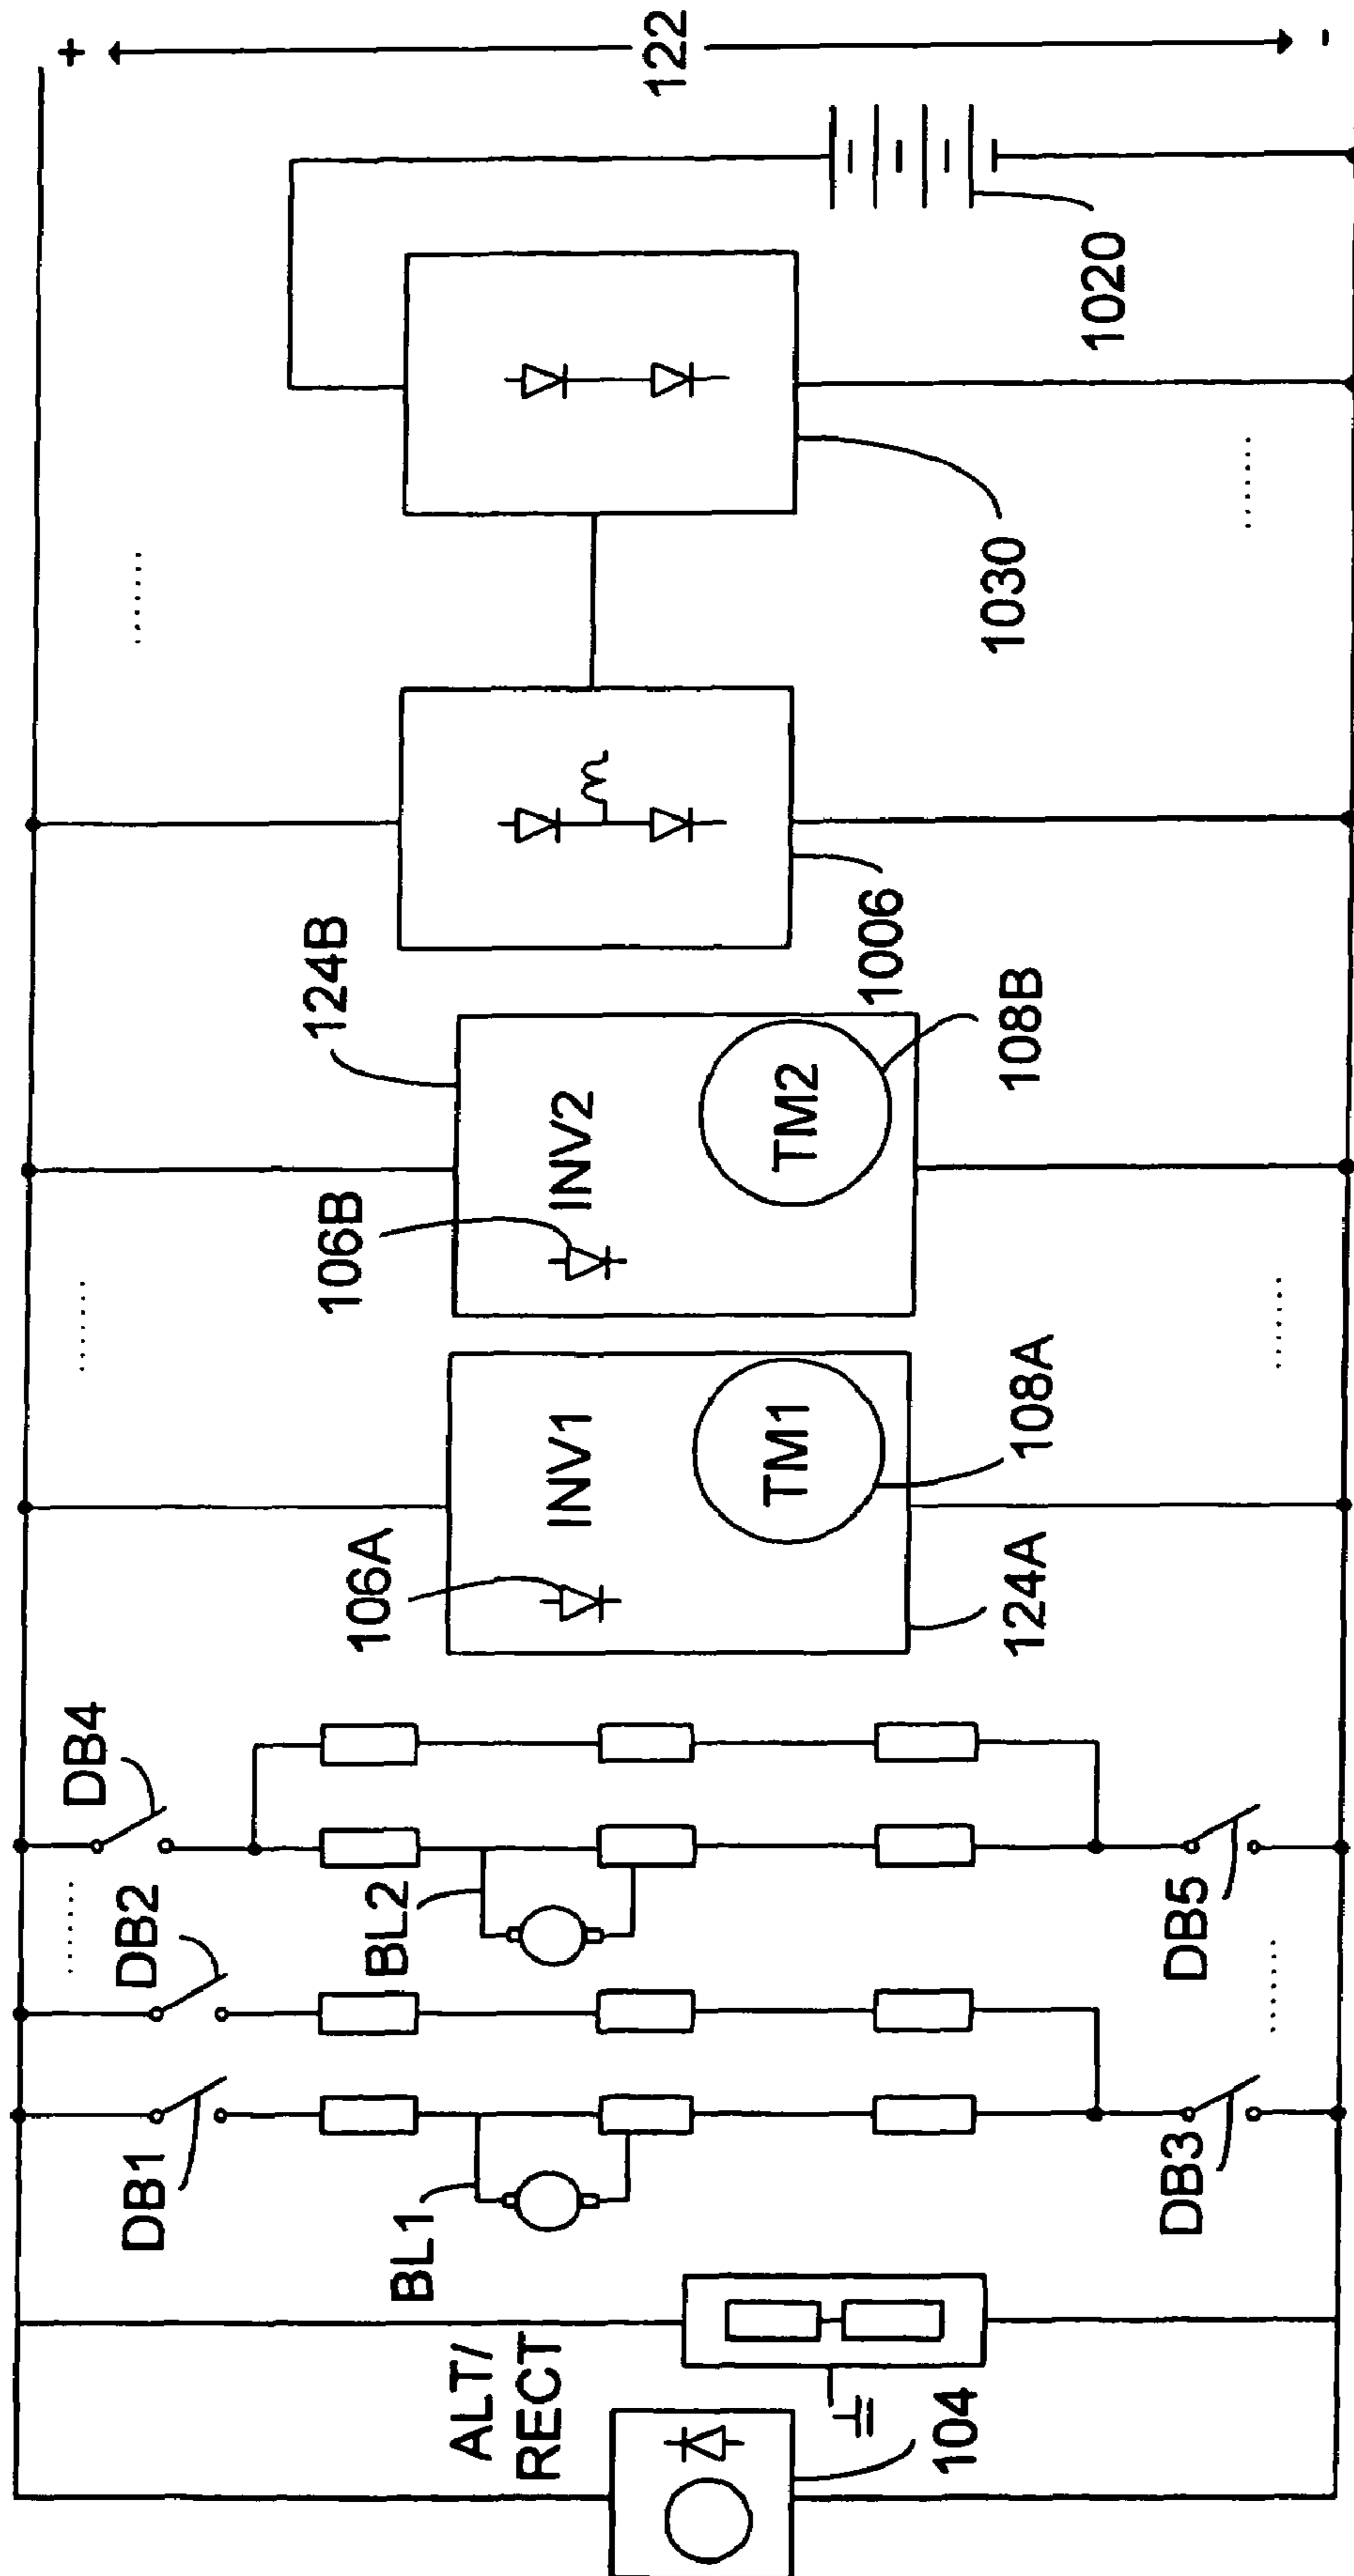 ALT/
RECT
104
BL1
DB1
DB2
DB3
BL2
DB4
DB5
106A
INV1
TM1
124A
108A
106B
INV2
TM2
124B
108B
1006
1030
1020
+
122
-